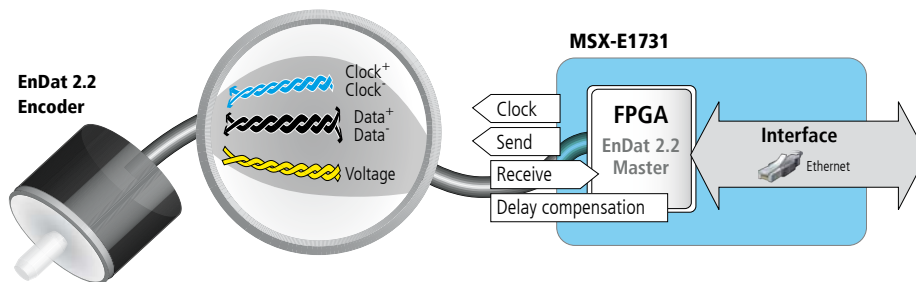 EnDat 2.2
Encoder
Clock+
Clock-
Data+
Data-
Voltage
MSX-E1731
Clock
Send
Receive
Delay compensation
FPGA
EnDat 2.2
Master
Interface
Ethernet